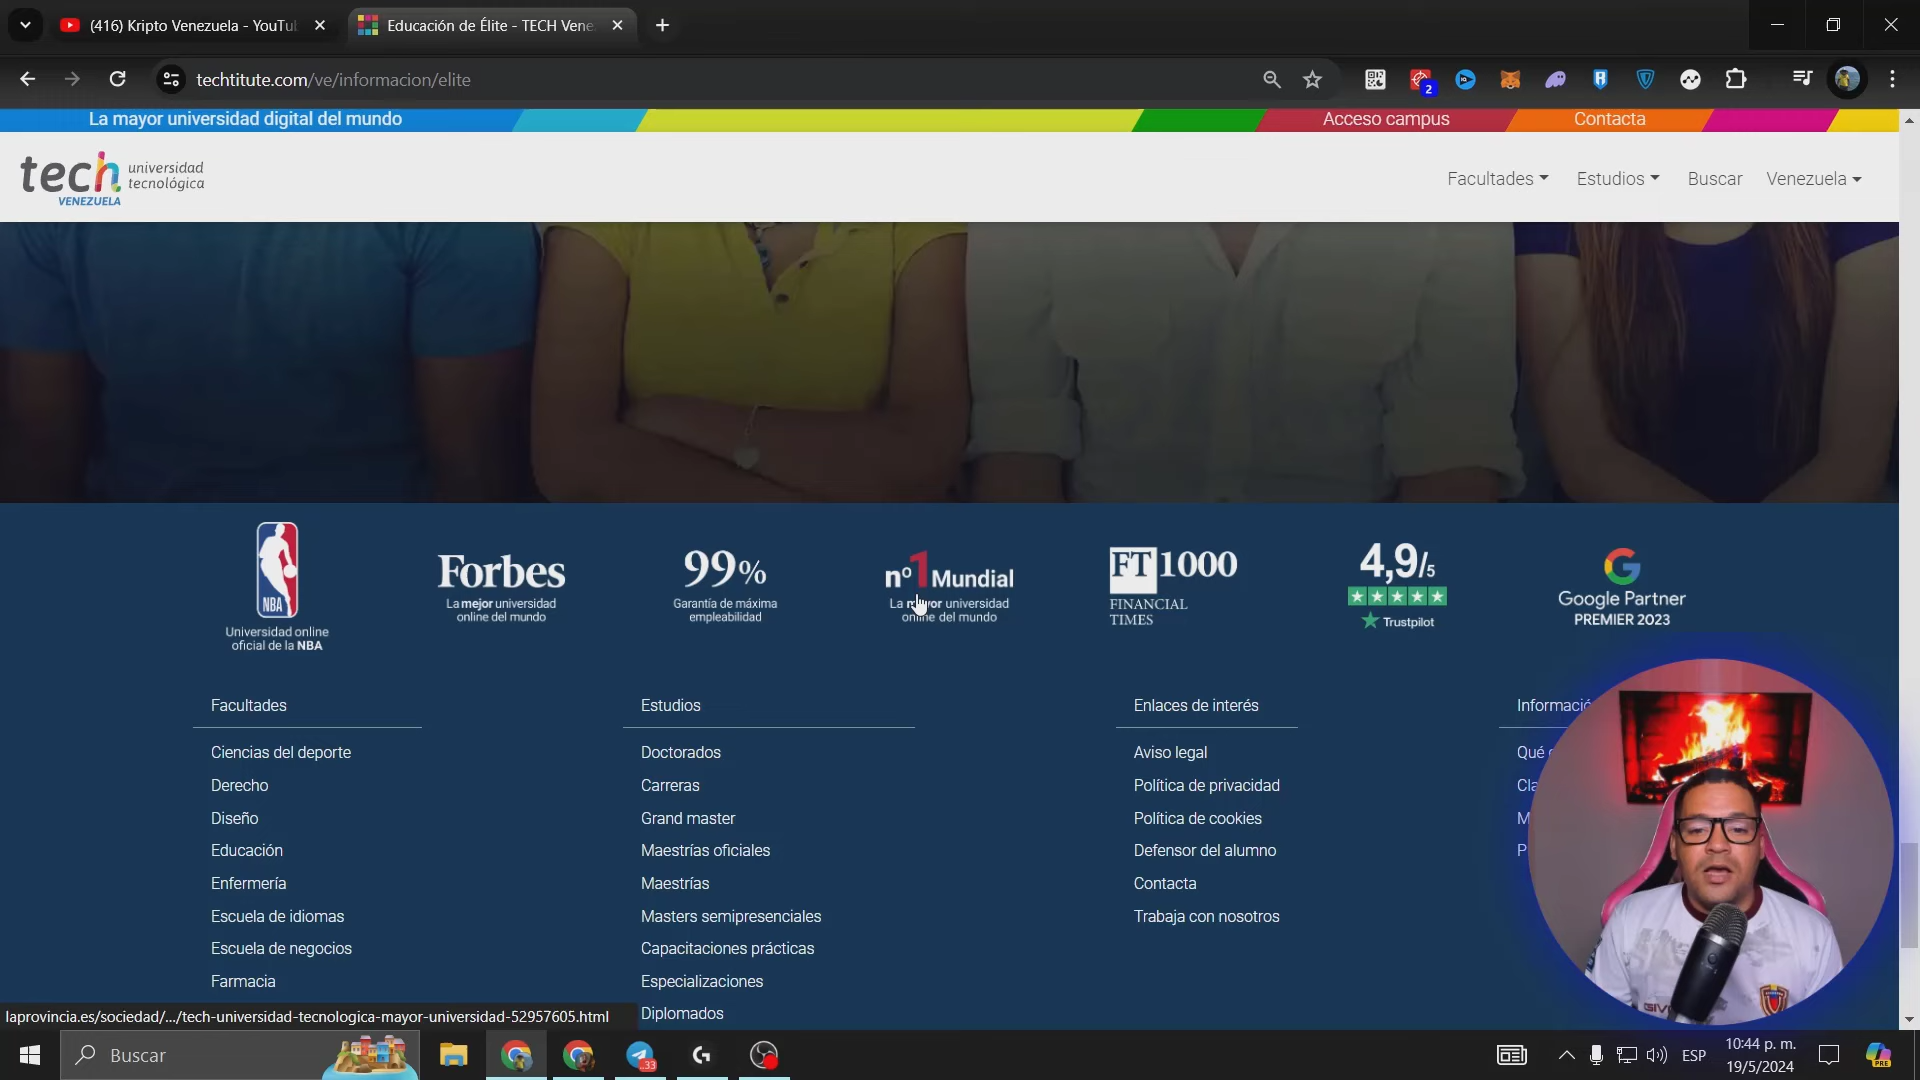 (416) Kripto Venezuela - YouTu
Educación de Élite - TECH Vene
techtitute.com/ve/informacion/elite
2
La mayor universidad digital del mundo
Acceso campus
Contacta
tech universidad tecnológica
VENEZUELA
Facultades
Estudios
Buscar
Venezuela
NBA
Universidad online
oficial de la NBA
Forbes
La mejor universidad
online del mundo
99%
Garantía de máxima
empleabilidad
nº1 Mundial
La mayor universidad
online del mundo
FT 1000
FINANCIAL
TIMES
4,9/5
Trustpilot
Google Partner
PREMIER 2023
Facultades
Ciencias del deporte
Derecho
Diseño
Educación
Enfermería
Escuela de idiomas
Escuela de negocios
Farmacia
Estudios
Doctorados
Carreras
Grand master
Maestrías oficiales
Maestrías
Masters semipresenciales
Capacitaciones prácticas
Especializaciones
Diplomados
Enlaces de interés
Aviso legal
Política de privacidad
Política de cookies
Defensor del alumno
Contacta
Trabaja con nosotros
Informació
Qué
Cla
M
P
GIVO
laprovincia.es/sociedad/.../tech-universidad-tecnologica-mayor-universidad-52957605.html
Buscar
33
ESP
10:44 p. m.
19/5/2024
PRE